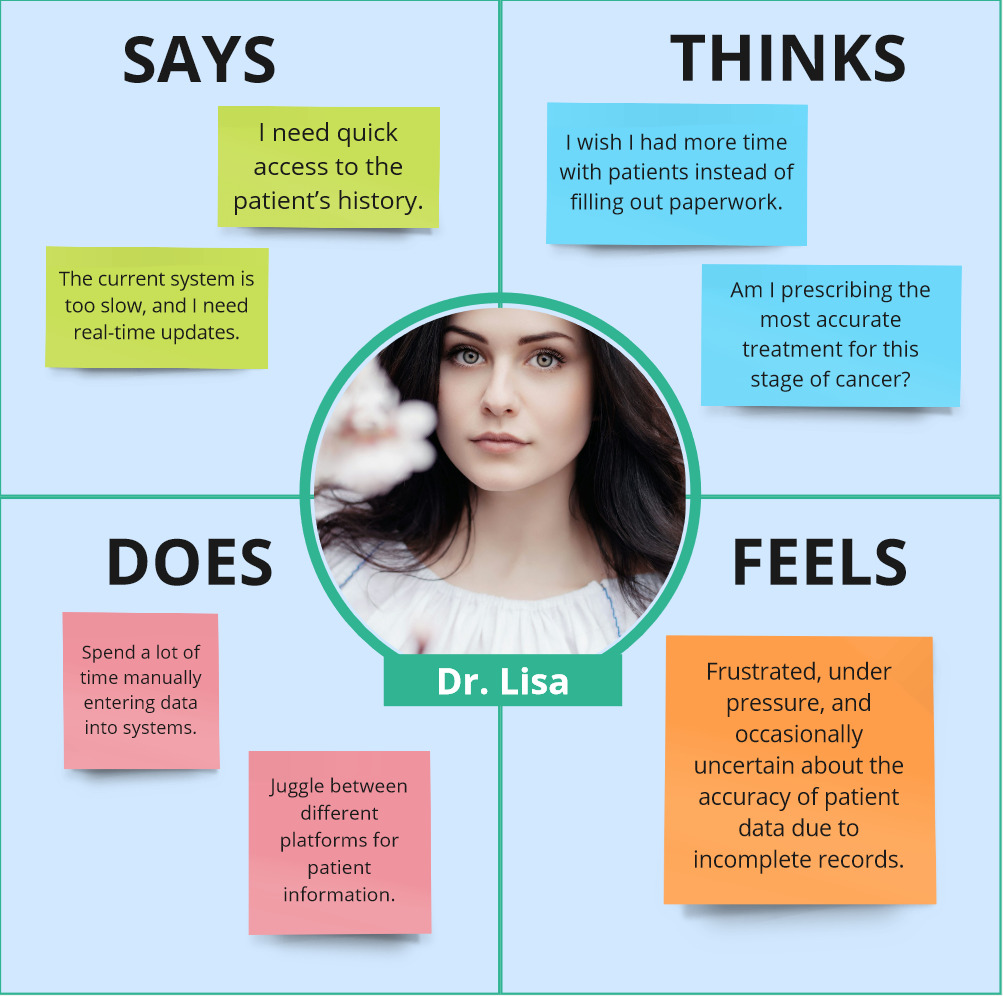 SAYS
I need quick
access to the
patient’s history.
The current system is
too slow, and I need
real-time updates.
THINKS
I wish I had more time
with patients instead of
filling out paperwork.
Am I prescribing the
most accurate
treatment for this
stage of cancer?
Dr. Lisa
DOES
Spend a lot of
time manually
entering data
into systems.
Juggle between
different
platforms for
patient
information.
FEELS
Frustrated, under
pressure, and
occasionally
uncertain about the
accuracy of patient
data due to
incomplete records.